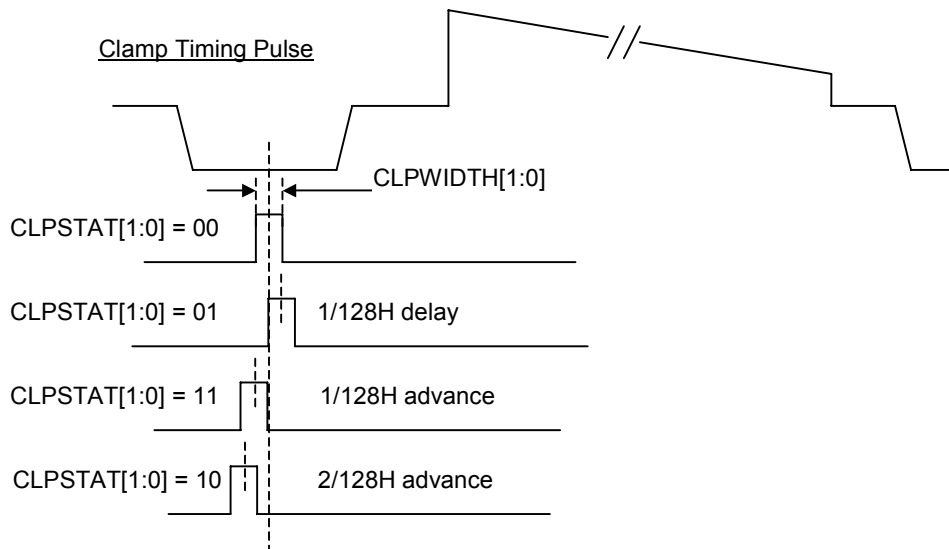 Clamp Timing Pulse
CLPWIDTH[1:0]
CLPSTAT[1:0] = 00
CLPSTAT[1:0] = 01 1/128H delay
CLPSTAT[1:0] = 11 1/128H advance
CLPSTAT[1:0] = 10 2/128H advance